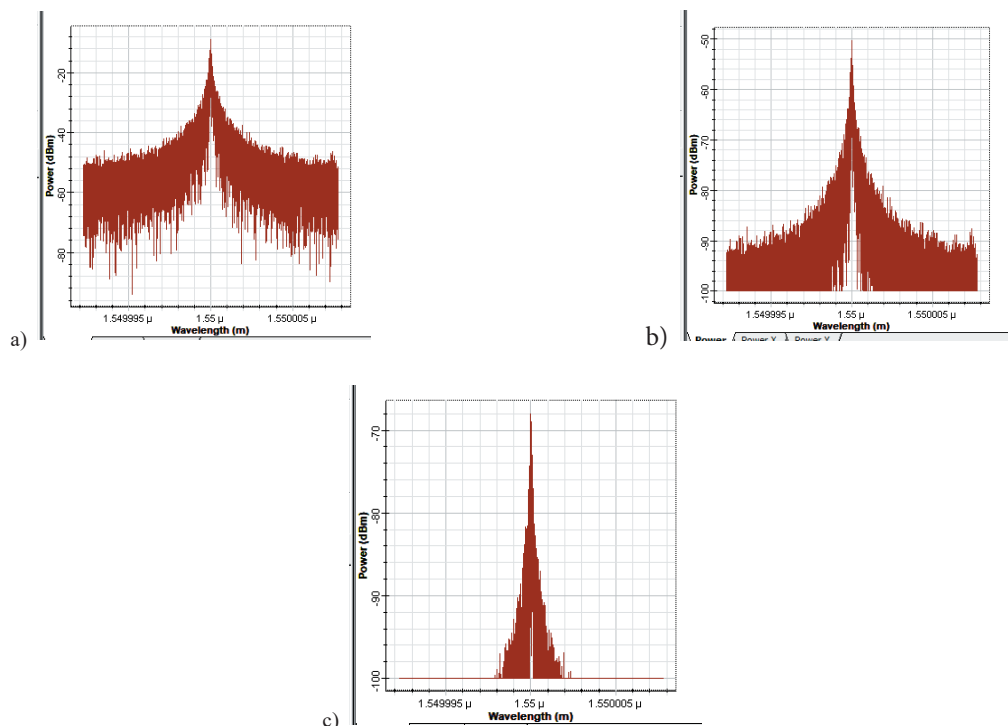 -20
-40
-60
-80
Power (dBm)
1.549995 µ
1.55 µ
1.550005 µ
Wavelength (m)
a)
-50
-60
-70
-80
-90
-100
Power (dBm)
1.549995 µ
1.55 µ
1.550005 µ
Wavelength (m)
Power
Power X
Power Y
b)
-70
-80
-90
-100
Power (dBm)
1.549995 µ
1.55 µ
1.550005 µ
Wavelength (m)
c)